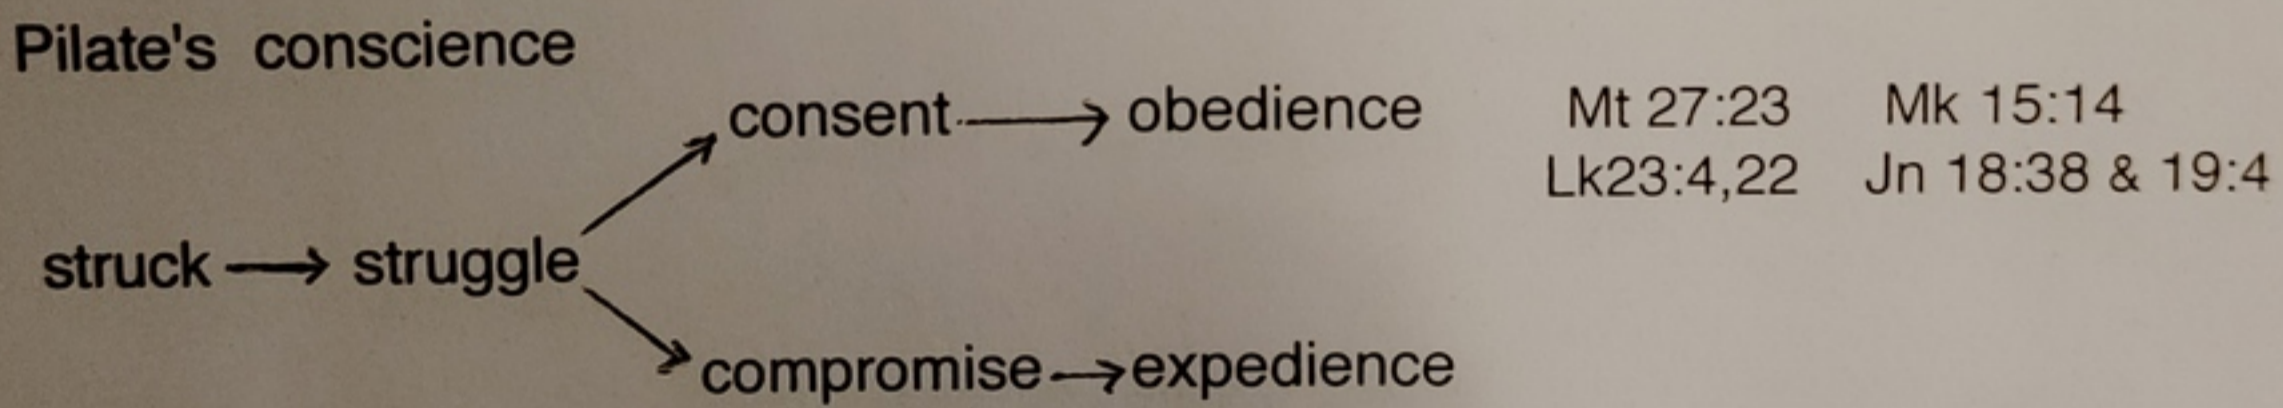 Pilate's conscience
consent → obedience
Mt 27:23 Mk 15:14
Lk23:4,22 Jn 18:38 & 19:4
struck → struggle
compromise → expedience